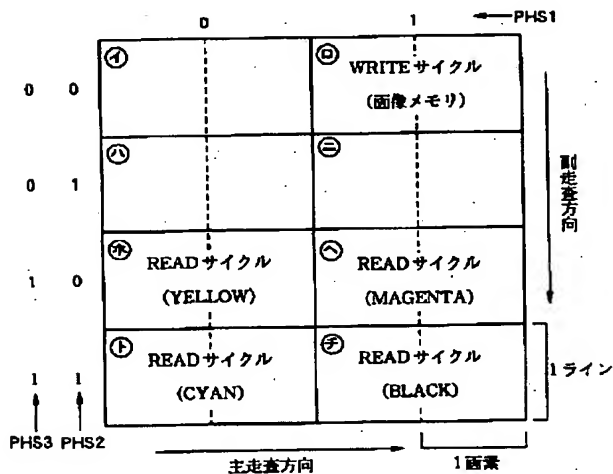 0 1 ←PHS1
㋑ ㋺ WRITEサイクル
(画像メモリ)
0 0
㋩ ㋥
0 1
副走査方向
㋭ READサイクル ㋬ READサイクル
1 0
(YELLOW) (MAGENTA)
㋣ READサイクル ㋠ READサイクル
1ライン
1 1
(CYAN) (BLACK)
PHS3 PHS2
主走査方向 1画素